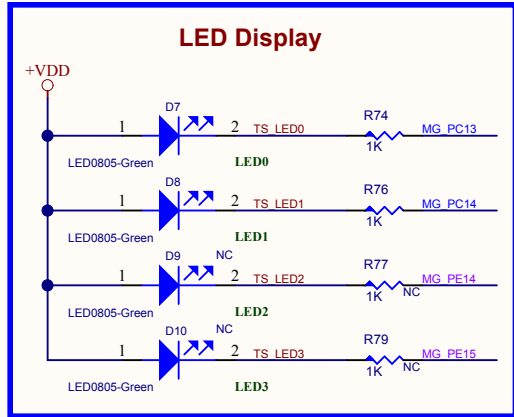 LED Display
+VDD
D7
1
2
TS_LED0
R74
MG_PC13
LED0805-Green
LED0
1K
D8
1
2
TS_LED1
R76
MG_PC14
LED0805-Green
LED1
1K
D9
NC
1
2
TS_LED2
R77
MG_PE14
LED0805-Green
LED2
1K
NC
D10
NC
1
2
TS_LED3
R79
MG_PE15
LED0805-Green
LED3
1K
NC